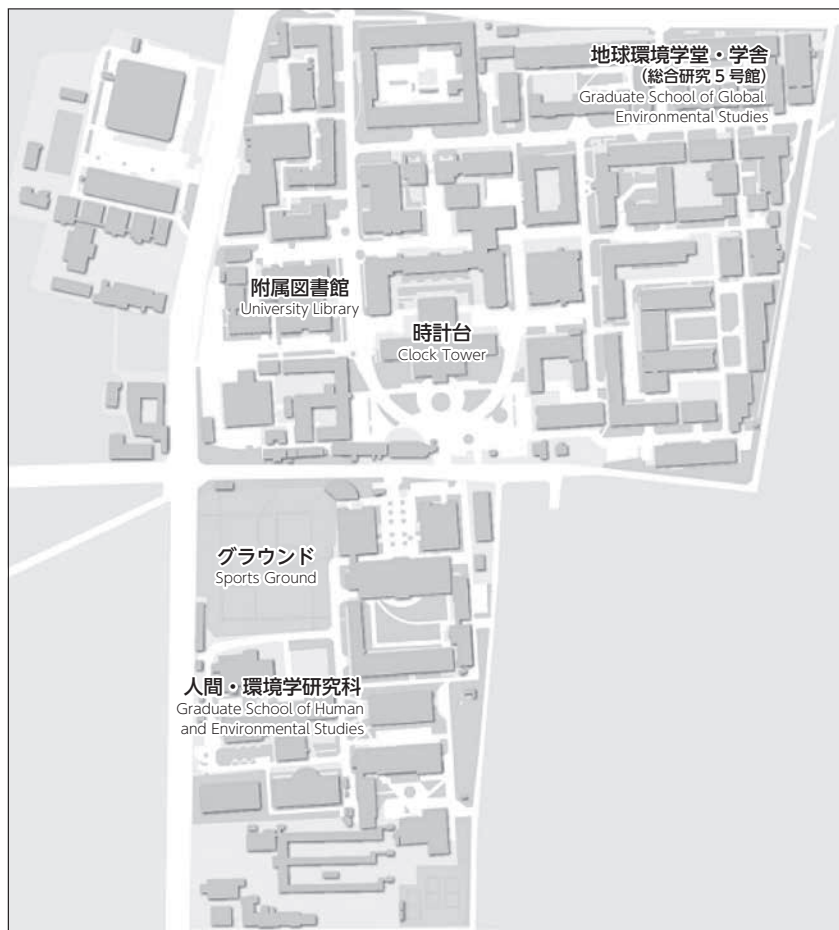 地球環境学堂・学舎
(総合研究 5 号館)
Graduate School of Global
Environmental Studies
附属図書館
University Library
時計台
Clock Tower
グラウンド
Sports Ground
人間・環境学研究科
Graduate School of Human
and Environmental Studies